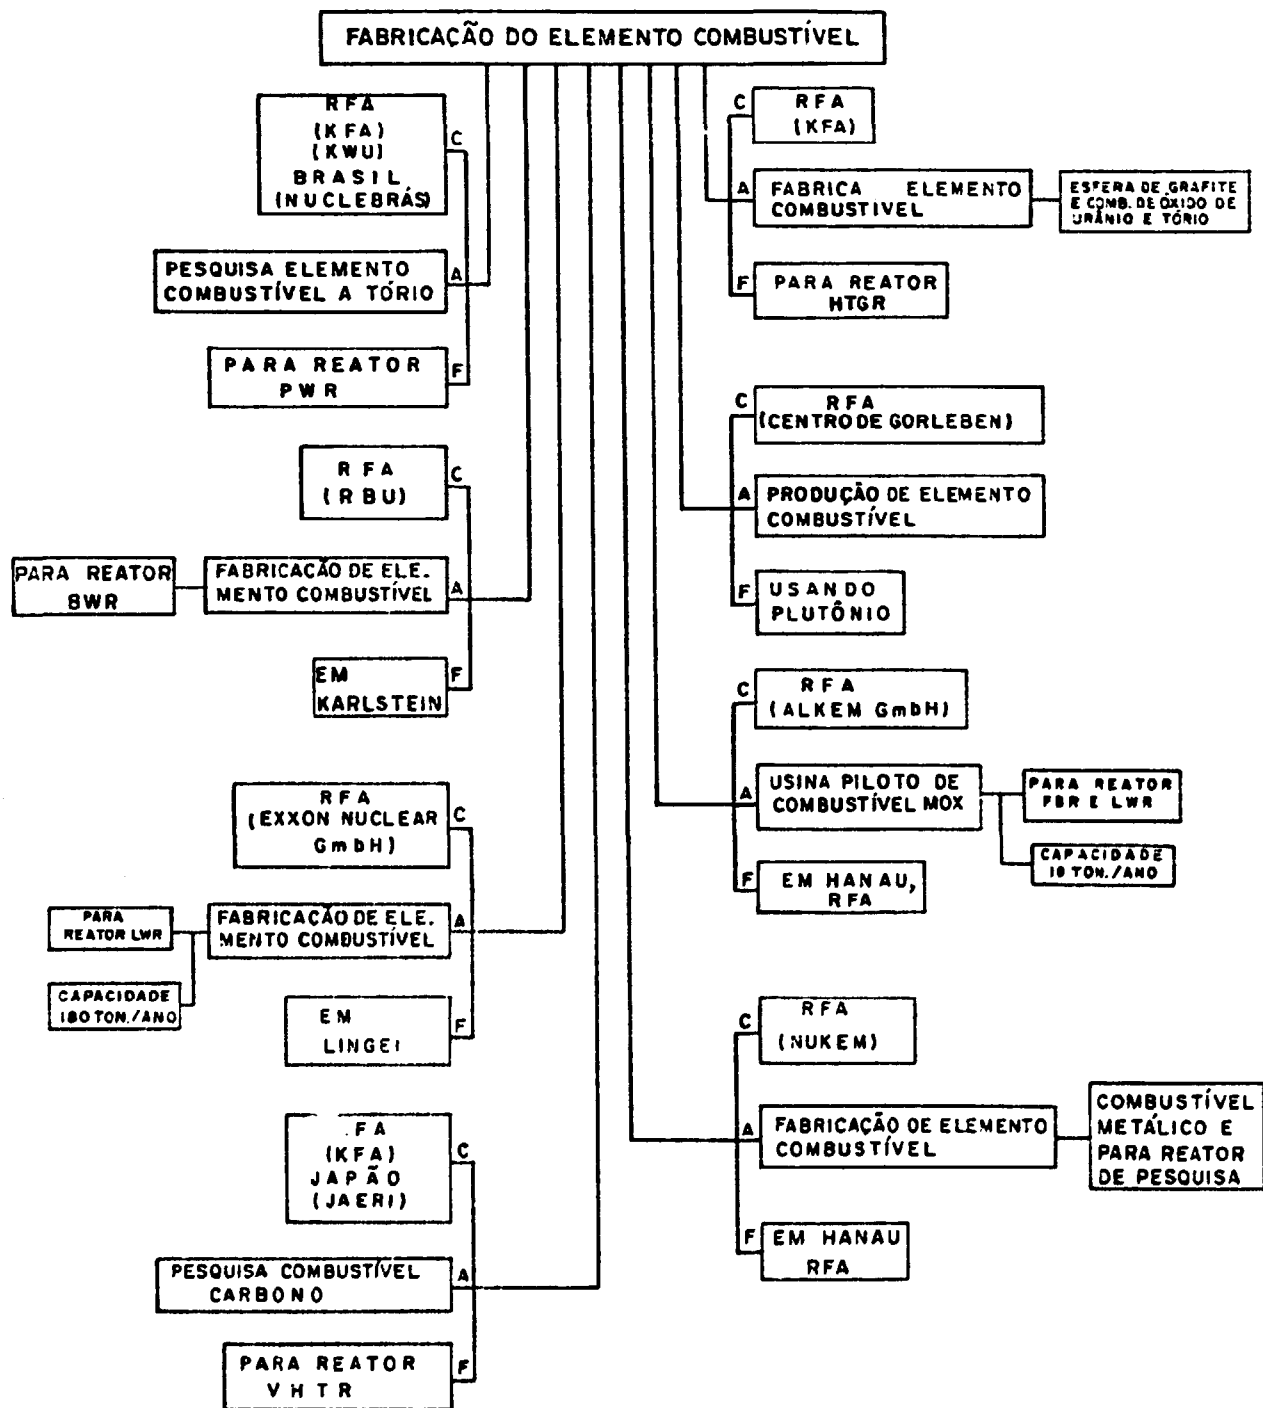 FABRICAÇÃO DO ELEMENTO COMBUSTÍVEL
RFA
(KFA)
(KWU)
BRASIL
(NUCLEBRÁS)
C
PESQUISA ELEMENTO
COMBUSTÍVEL A TÓRIO
A
PARA REATOR
PWR
F
RFA
(RBU)
C
PARA REATOR
BWR
FABRICAÇÃO DE ELE.
MENTO COMBUSTÍVEL
A
EM
KARLSTEIN
F
RFA
(EXXON NUCLEAR
GmbH)
C
PARA
REATOR LWR
FABRICAÇÃO DE ELE.
MENTO COMBUSTÍVEL
A
CAPACIDADE
180 TON./ANO
EM
F
.FA
(KFA)
JAPÃO
(JAERI)
C
PESQUISA COMBUSTÍVEL
CARBONO
A
PARA REATOR
VHTR
F
C
RFA
(KFA)
A
FABRICA ELEMENTO
COMBUSTIVEL
ESFERA DE GRAFITE
E COMB. DE ÓXIDO DE
URÂNIO E TÓRIO
F
PARA REATOR
HTGR
C
RFA
(CENTRO DE GORLEBEN)
A
PRODUÇÃO DE ELEMENTO
COMBUSTÍVEL
F
USANDO
PLUTÔNIO
C
RFA
(ALKEM GmbH)
A
USINA PILOTO DE
COMBUSTÍVEL MOX
PARA REATOR
FBR E LWR
CAPACIDADE
TON./ANO
F
EM HANAU,
RFA
C
RFA
(NUKEM)
A
FABRICAÇÃO DE ELEMENTO
COMBUSTÍVEL
COMBUSTÍVEL
METÁLICO E
PARA REATOR
DE PESQUISA
F
EM HANAU
RFA